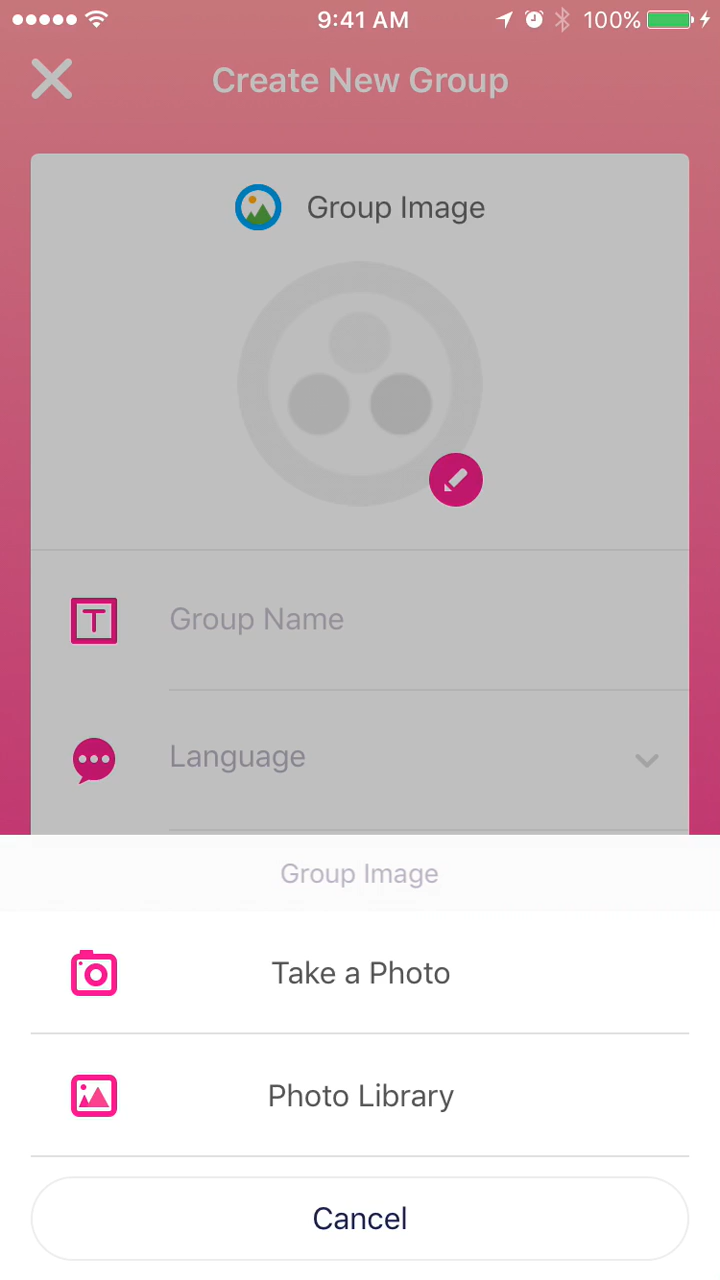 9:41 AM
100%
Create New Group
Group Image
T
Group Name
Language
Group Image
Take a Photo
Photo Library
Cancel